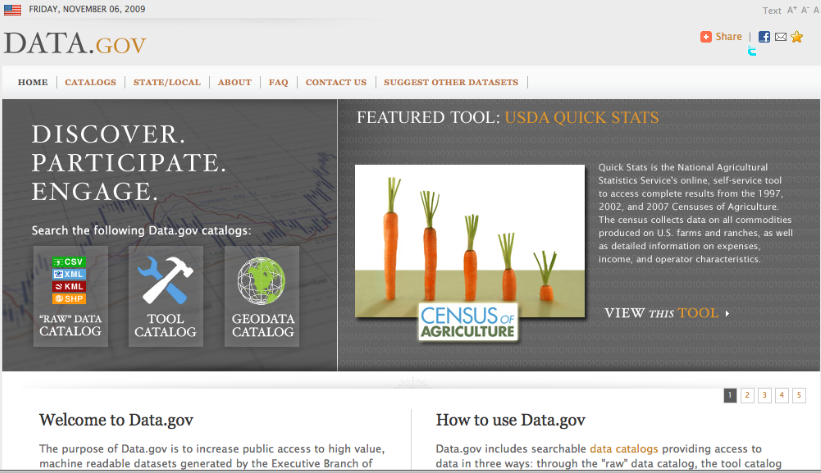 FRIDAY, NOVEMBER 06, 2009
Text A+ A- A
DATA.GOV
Share |
HOME | CATALOGS | STATE/LOCAL | ABOUT | FAQ | CONTACT US | SUGGEST OTHER DATASETS |
DISCOVER.
PARTICIPATE.
ENGAGE.
Search the following Data.gov catalogs:
CSV
XML
KML
SHP
"RAW" DATA
CATALOG
TOOL
CATALOG
GEODATA
CATALOG
FEATURED TOOL: USDA QUICK STATS
CENSUS OF
AGRICULTURE
Quick Stats is the National Agricultural
Statistics Service's online, self-service tool
to access complete results from the 1997,
2002, and 2007 Censuses of Agriculture.
The census collects data on all commodities
produced on U.S. farms and ranches, as well
as detailed information on expenses,
income, and operator characteristics.
VIEW this TOOL
1 2 3 4 5
Welcome to Data.gov
The purpose of Data.gov is to increase public access to high value,
machine readable datasets generated by the Executive Branch of
How to use Data.gov
Data.gov includes searchable data catalogs providing access to
data in three ways: through the "raw" data catalog, the tool catalog